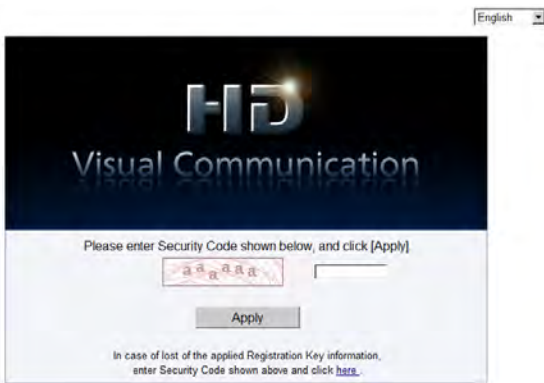 English
HD
Visual Communication
Please enter Security Code shown below, and click [Apply]
aaaaaa
Apply
In case of lost of the applied Registration Key information,
enter Security Code shown above and click here .